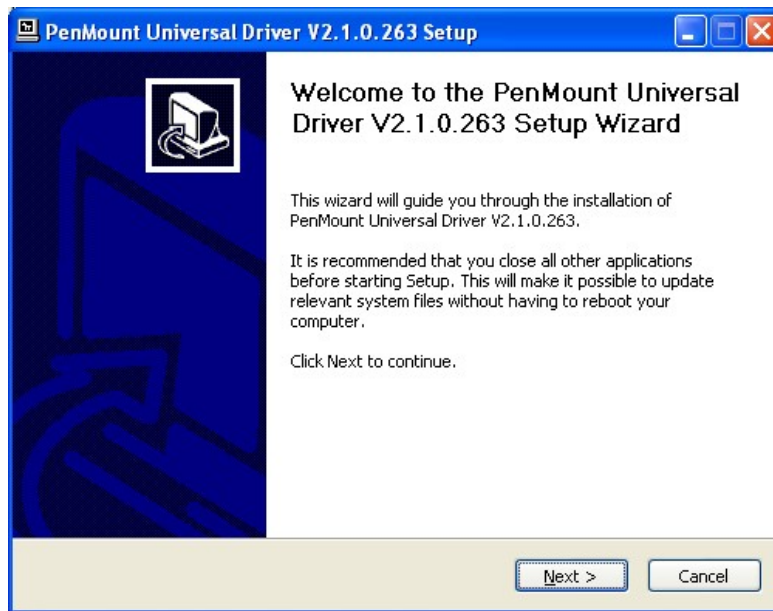 PenMount Universal Driver V2.1.0.263 Setup
Welcome to the PenMount Universal
Driver V2.1.0.263 Setup Wizard
This wizard will guide you through the installation of
PenMount Universal Driver V2.1.0.263.
It is recommended that you close all other applications
before starting Setup. This will make it possible to update
relevant system files without having to reboot your
computer.
Click Next to continue.
Next >
Cancel